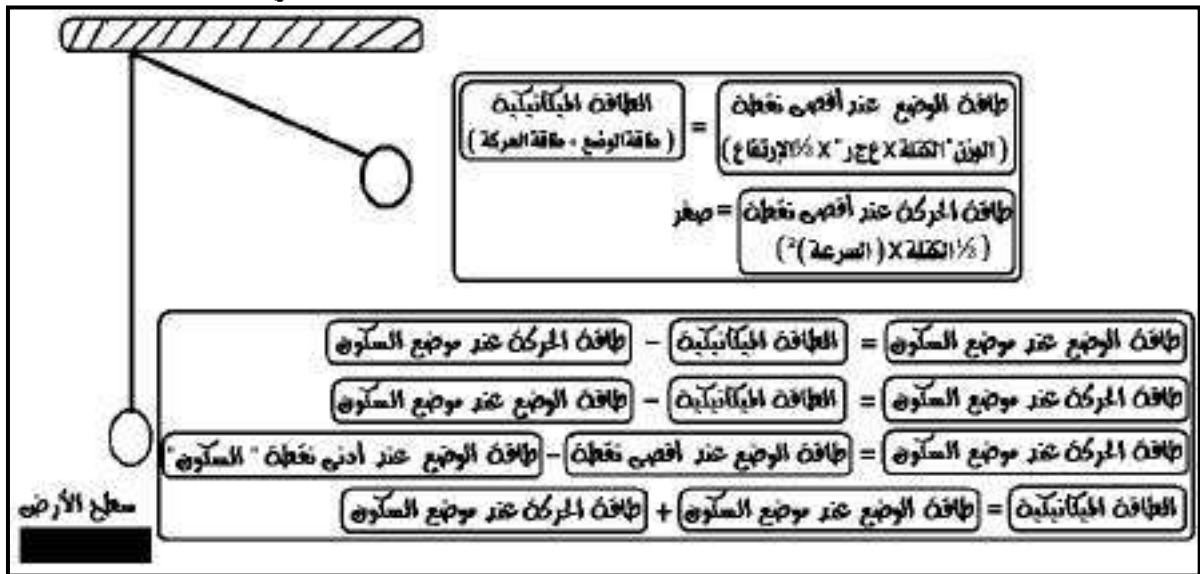 طاقة الوضع عند أقصى نقطة = الطاقة الميكانيكية
(الوزن "الكتلة X ع ج ر" X الإرتفاع) (طاقة الوضع + طاقة الحركة)
طاقة الحركة عند أقصى نقطة = صفر
(½ الكتلة X (السرعة)²)
طاقة الوضع عند موضع السكون = الطاقة الميكانيكية - طاقة الحركة عند موضع السكون
طاقة الحركة عند موضع السكون = الطاقة الميكانيكية - طاقة الوضع عند موضع السكون
طاقة الحركة عند موضع السكون = طاقة الوضع عند أقصى نقطة - طاقة الوضع عند أدنى نقطة "السكون"
الطاقة الميكانيكية = طاقة الوضع عند موضع السكون + طاقة الحركة عند موضع السكون
سطح الأرض